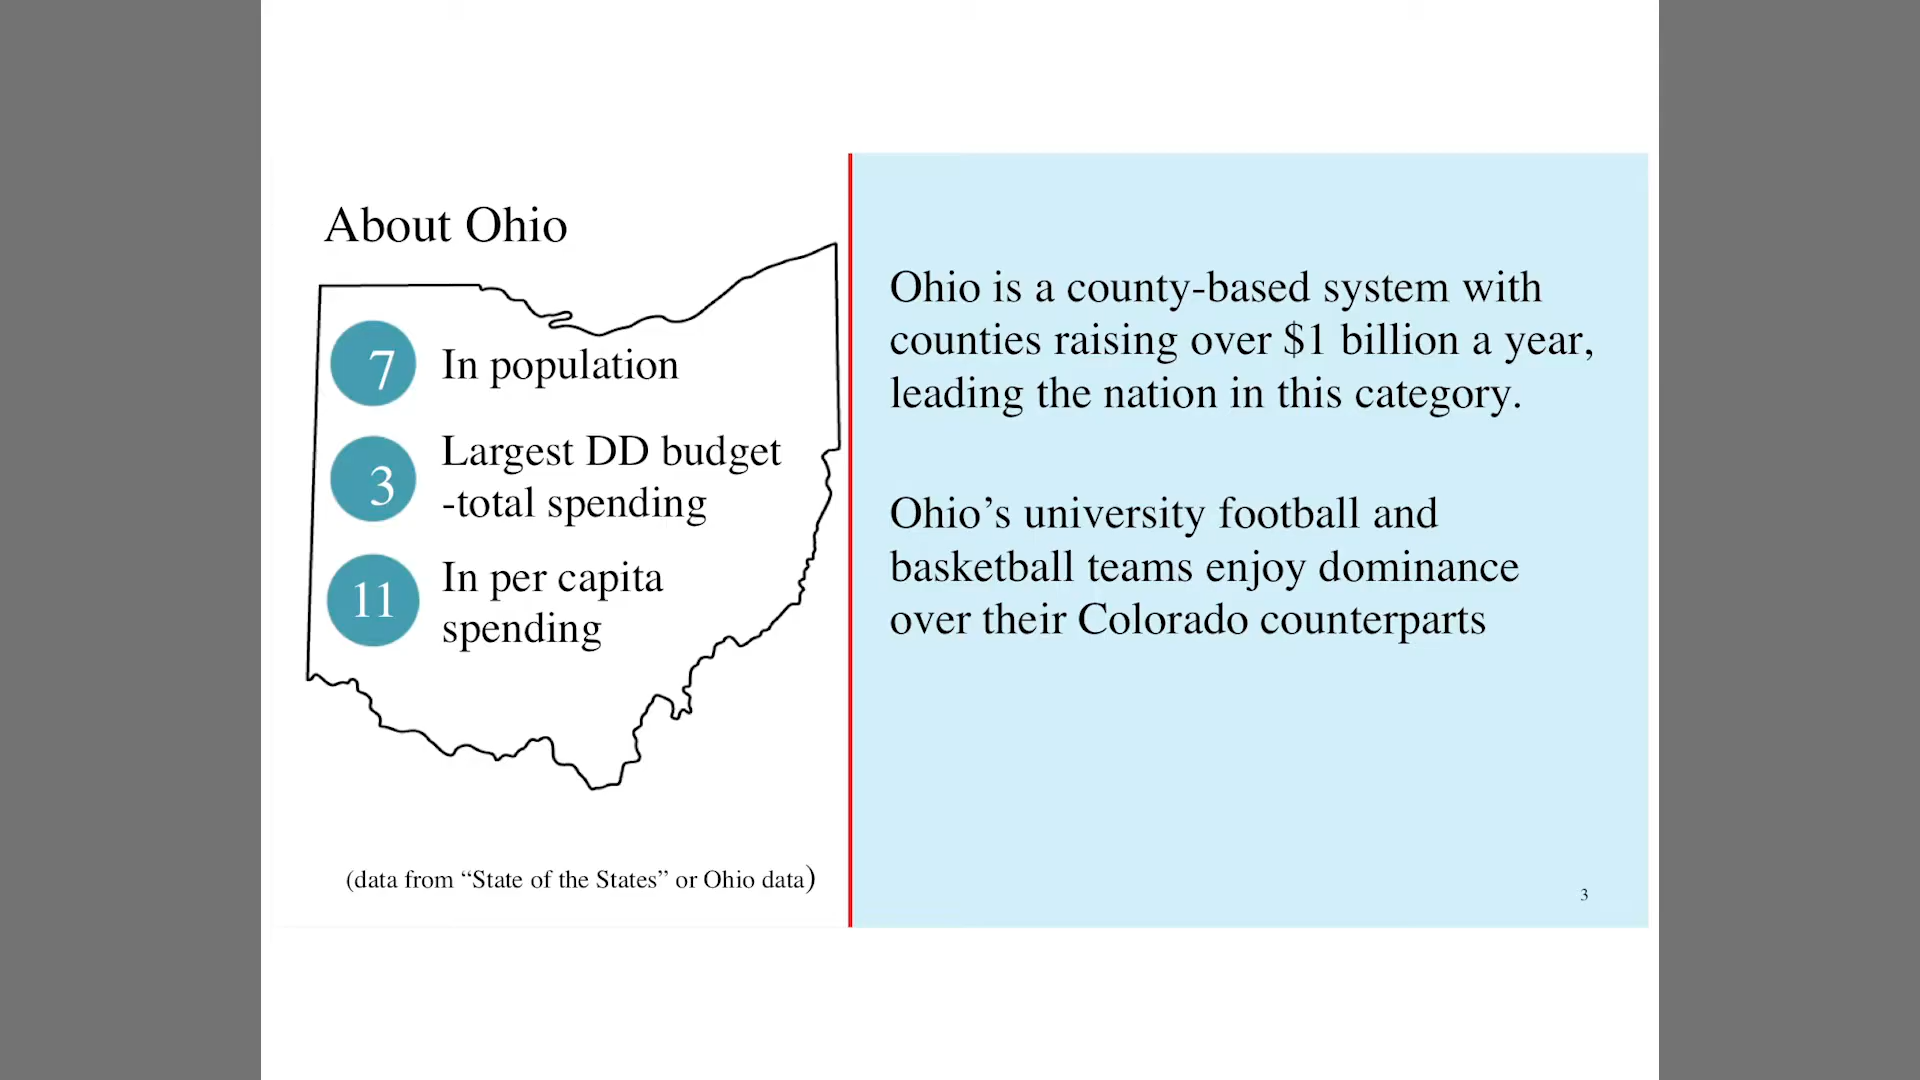 About Ohio
7
In population
3
Largest DD budget
-total spending
11
In per capita
spending
(data from “State of the States” or Ohio data)
Ohio is a county-based system with
counties raising over $1 billion a year,
leading the nation in this category.
Ohio’s university football and
basketball teams enjoy dominance
over their Colorado counterparts
3